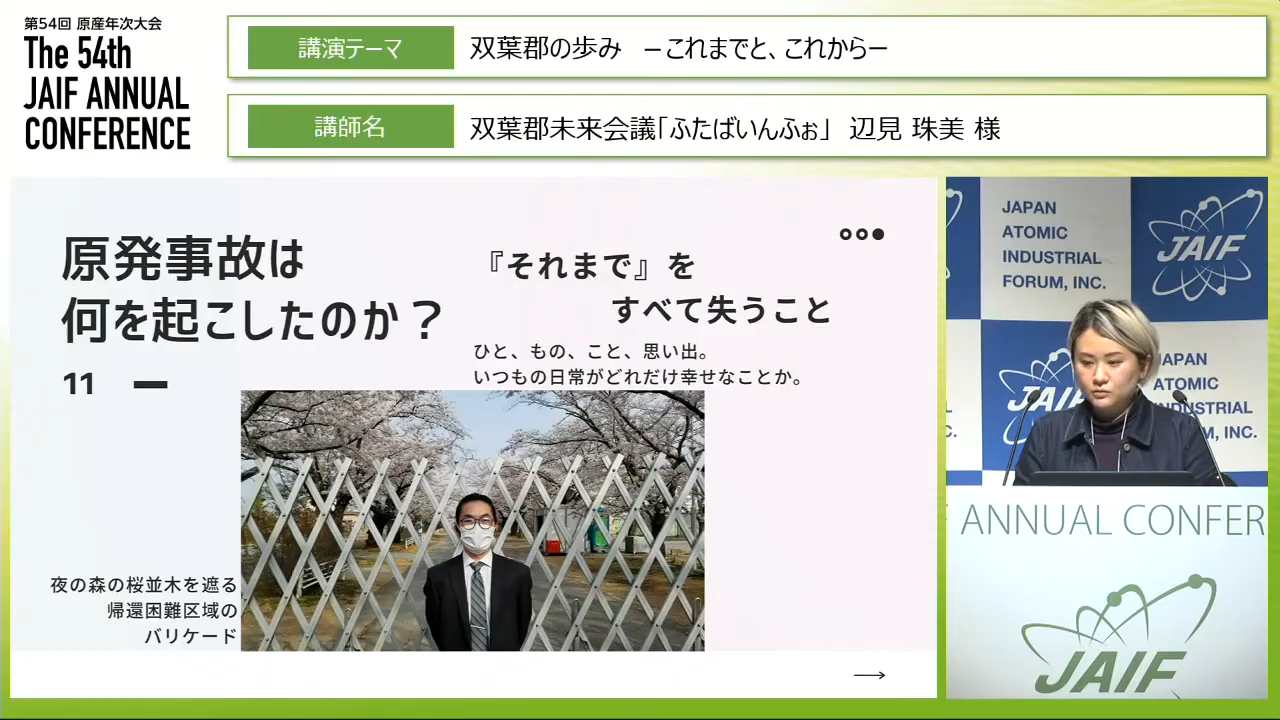 第54回 原産年次大会
The 54th
JAIF ANNUAL
CONFERENCE
講演テーマ
双葉郡の歩み －これまでと、これからー
講師名
双葉郡未来会議「ふたばいんふぉ」 辺見 珠美 様
原発事故は
何を起こしたのか？
11
『それまで』を
すべて失うこと
ひと、もの、こと、思い出。
いつもの日常がどれだけ幸せなことか。
夜の森の桜並木を遮る
帰還困難区域の
バリケード
JAPAN
ATOMIC
INDUSTRIAL
FORUM, INC.
JAIF
JAIF
JAPAN
ATOMIC
INDUSTRIAL
M, INC.
L
C.
ANNUAL CONFER
JAIF